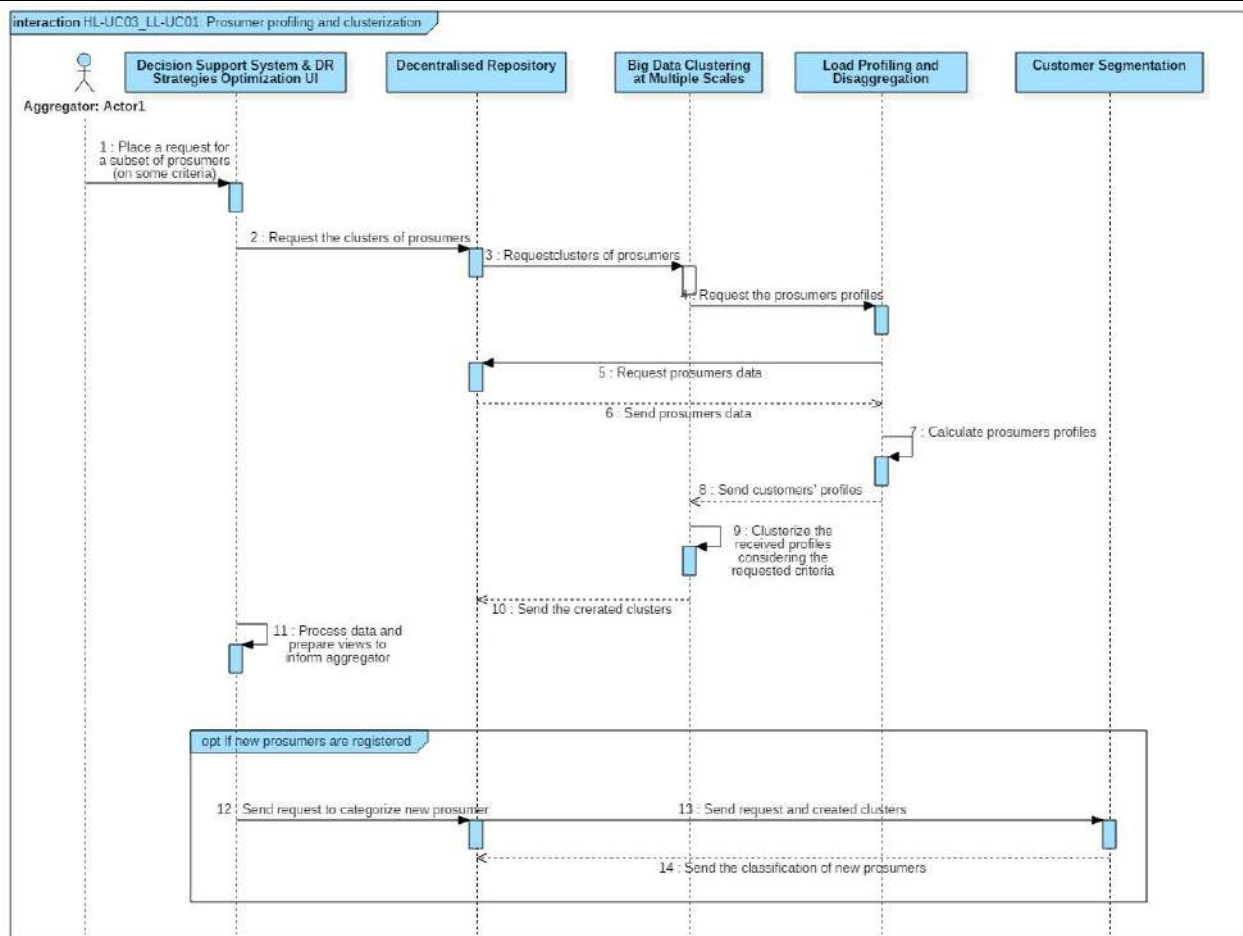 interaction HL-UC03_LL-UC01: Prosumer profiling and clusterization
Decision Support System & DR
Strategies Optimization UI
Decentralised Repository
Big Data Clustering
at Multiple Scales
Load Profiling and
Disaggregation
Customer Segmentation
Aggregator: Actor1
1 : Place a request for
a subset of prosumers
(on some criteria)
2 : Request the clusters of prosumers
3 : Requestclusters of prosumers
4 : Request the prosumers profiles
5 : Request prosumers data
6 : Send prosumers data
7 : Calculate prosumers profiles
8 : Send customers' profiles
9 : Clusterize the
received profiles
considering the
requested criteria
10 : Send the crerated clusters
11 : Process data and
prepare views to
inform aggregator
opt If new prosumers are registered
12 : Send request to categorize new prosumer
13 : Send request and created clusters
14 : Send the classification of new prosumers